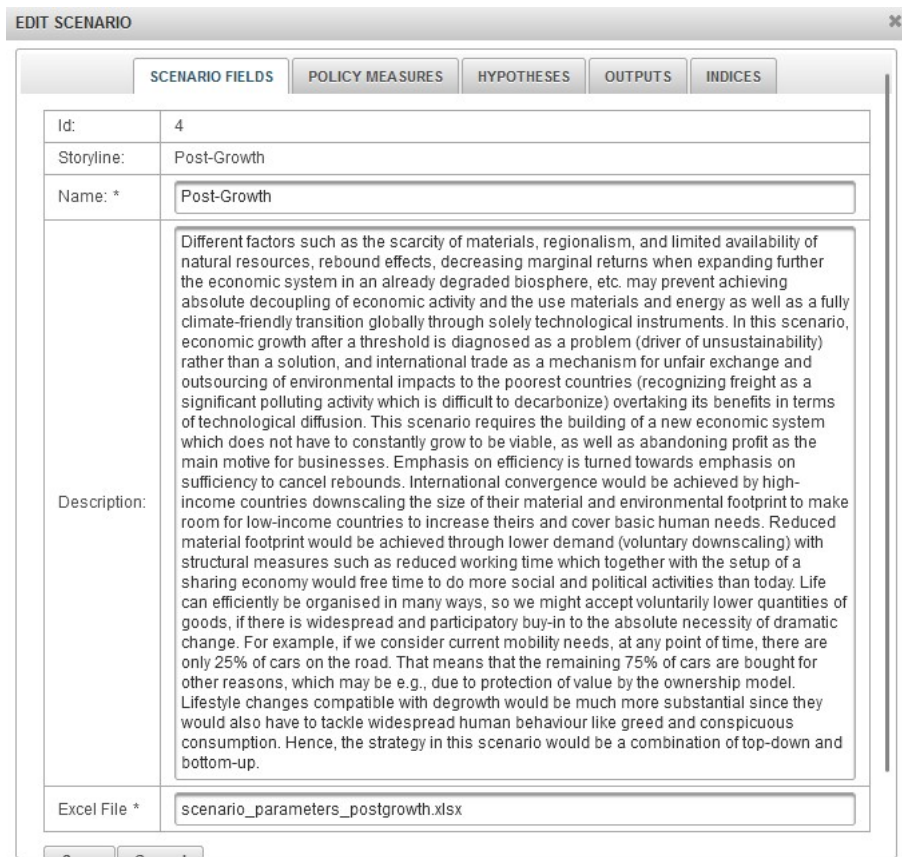 EDIT SCENARIO
SCENARIO FIELDS POLICY MEASURES HYPOTHESES OUTPUTS INDICES
Id: 4
Storyline: Post-Growth
Name: * Post-Growth
Different factors such as the scarcity of materials, regionalism, and limited availability of
natural resources, rebound effects, decreasing marginal returns when expanding further
the economic system in an already degraded biosphere, etc. may prevent achieving
absolute decoupling of economic activity and the use materials and energy as well as a fully
climate-friendly transition globally through solely technological instruments. In this scenario,
economic growth after a threshold is diagnosed as a problem (driver of unsustainability)
rather than a solution, and international trade as a mechanism for unfair exchange and
outsourcing of environmental impacts to the poorest countries (recognizing freight as a
significant polluting activity which is difficult to decarbonize) overtaking its benefits in terms
of technological diffusion. This scenario requires the building of a new economic system
which does not have to constantly grow to be viable, as well as abandoning profit as the
main motive for businesses. Emphasis on efficiency is turned towards emphasis on
sufficiency to cancel rebounds. International convergence would be achieved by high-
Description: income countries downscaling the size of their material and environmental footprint to make
room for low-income countries to increase theirs and cover basic human needs. Reduced
material footprint would be achieved through lower demand (voluntary downscaling) with
structural measures such as reduced working time which together with the setup of a
sharing economy would free time to do more social and political activities than today. Life
can efficiently be organised in many ways, so we might accept voluntarily lower quantities of
goods, if there is widespread and participatory buy-in to the absolute necessity of dramatic
change. For example, if we consider current mobility needs, at any point of time, there are
only 25% of cars on the road. That means that the remaining 75% of cars are bought for
other reasons, which may be e.g., due to protection of value by the ownership model.
Lifestyle changes compatible with degrowth would be much more substantial since they
would also have to tackle widespread human behaviour like greed and conspicuous
consumption. Hence, the strategy in this scenario would be a combination of top-down and
bottom-up.
Excel File * scenario_parameters_postgrowth.xlsx